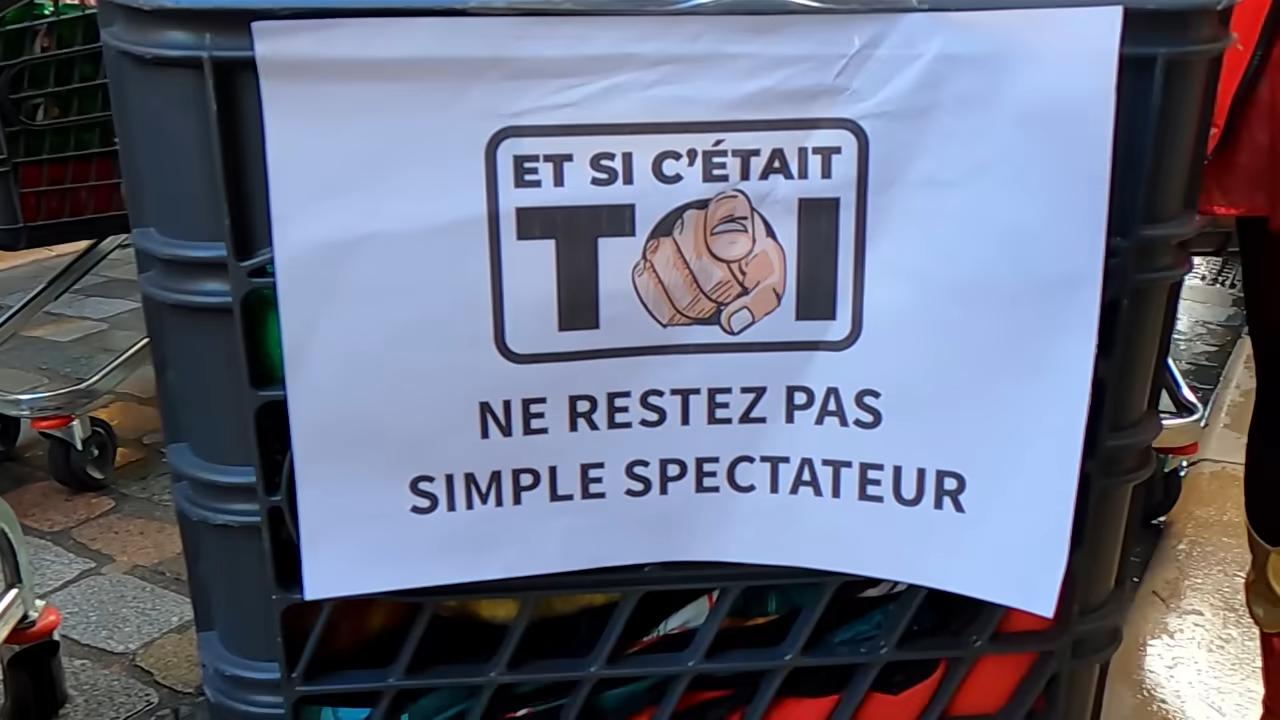 ET SI C'ÉTAIT
TOI
NE RESTEZ PAS
SIMPLE SPECTATEUR